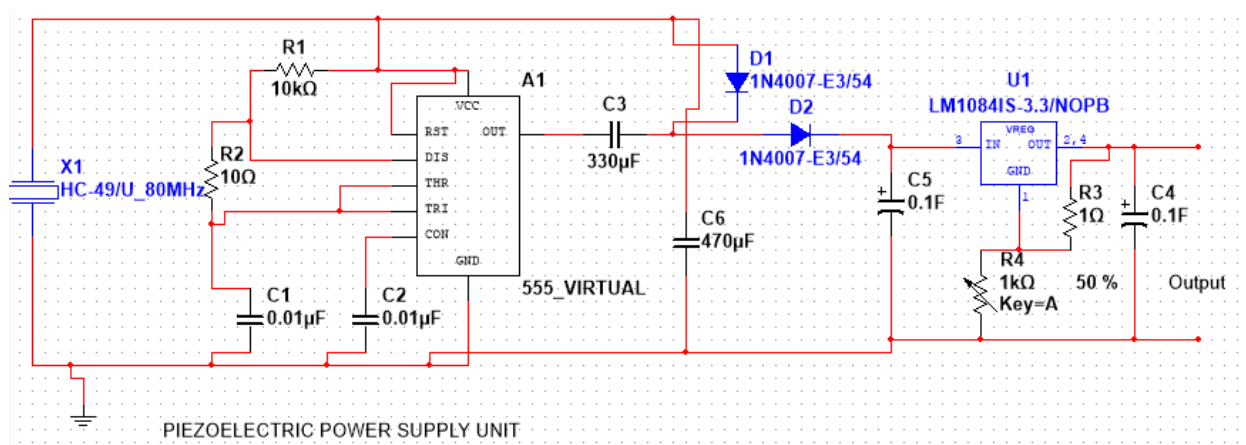 R1
10kΩ
A1
VCC
RST
OUT
DIS
THR
TRI
CON
GND
555_VIRTUAL
R2
10Ω
X1
HC-49/U_80MHz
C1
0.01µF
C2
0.01µF
C3
330µF
D1
1N4007-E3/54
D2
1N4007-E3/54
C6
470µF
C5
+
0.1F
U1
LM1084IS-3.3/NOPB
VREG
3
IN
OUT
2,4
GND
1
R3
1Ω
C4
+
0.1F
R4
1kΩ
Key=A
50 %
Output
PIEZOELECTRIC POWER SUPPLY UNIT